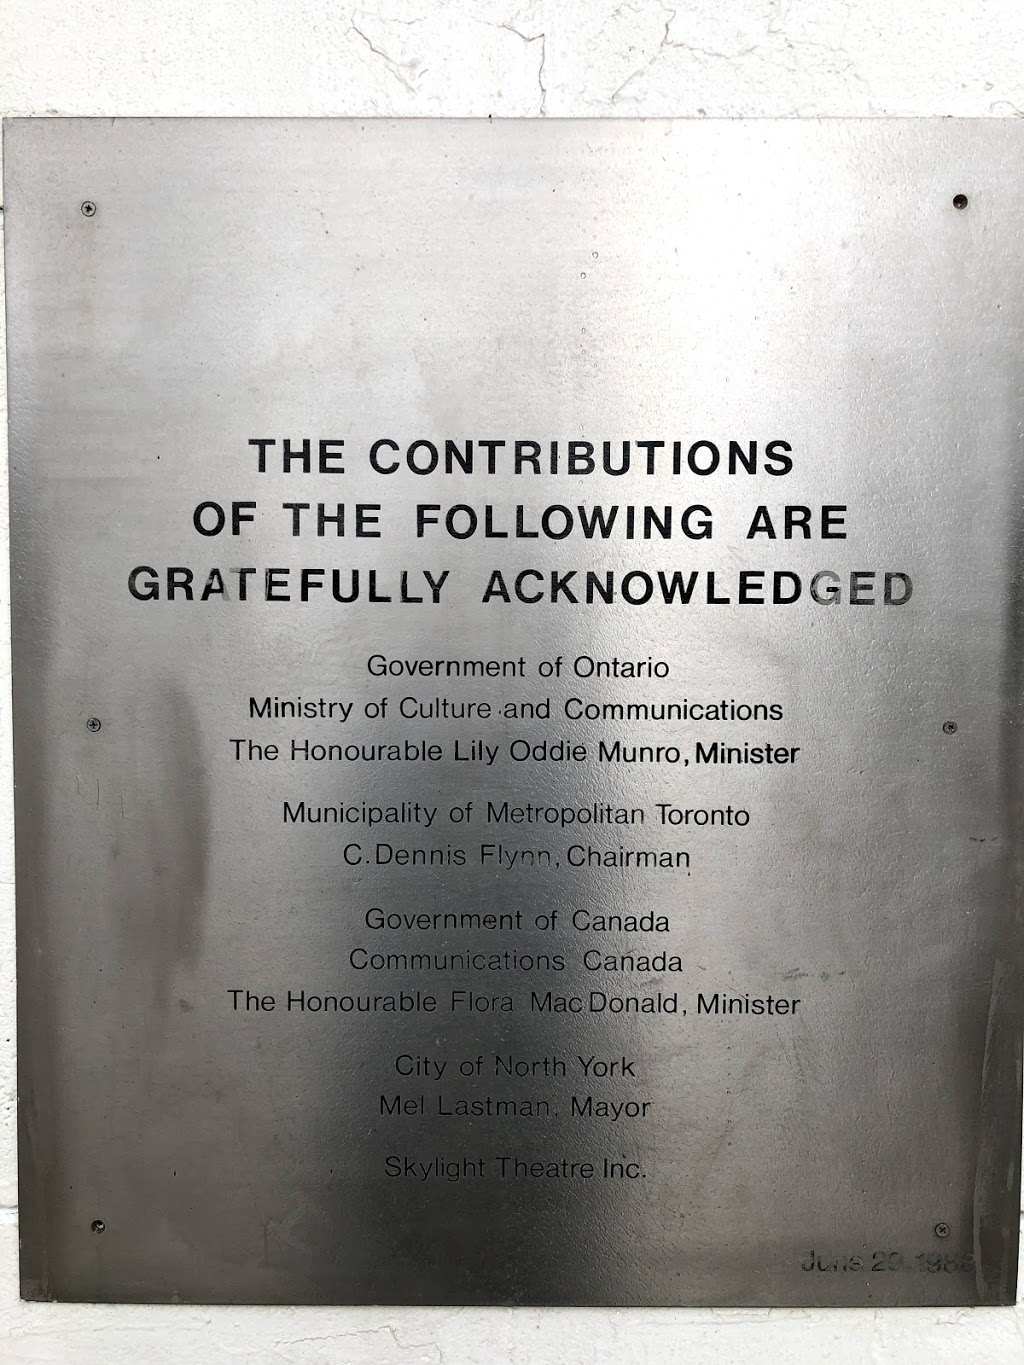 THE CONTRIBUTIONS
OF THE FOLLOWING ARE
GRATEFULLY ACKNOWLEDGED
Government of Ontario
Ministry of Culture and Communications
The Honourable Lily Oddie Munro, Minister
Municipality of Metropolitan Toronto
C. Dennis Flynn, Chairman
Government of Canada
Communications Canada
The Honourable Flora MacDonald, Minister
City of North York
Mel Lastman, Mayor
Skylight Theatre Inc.
June 29,